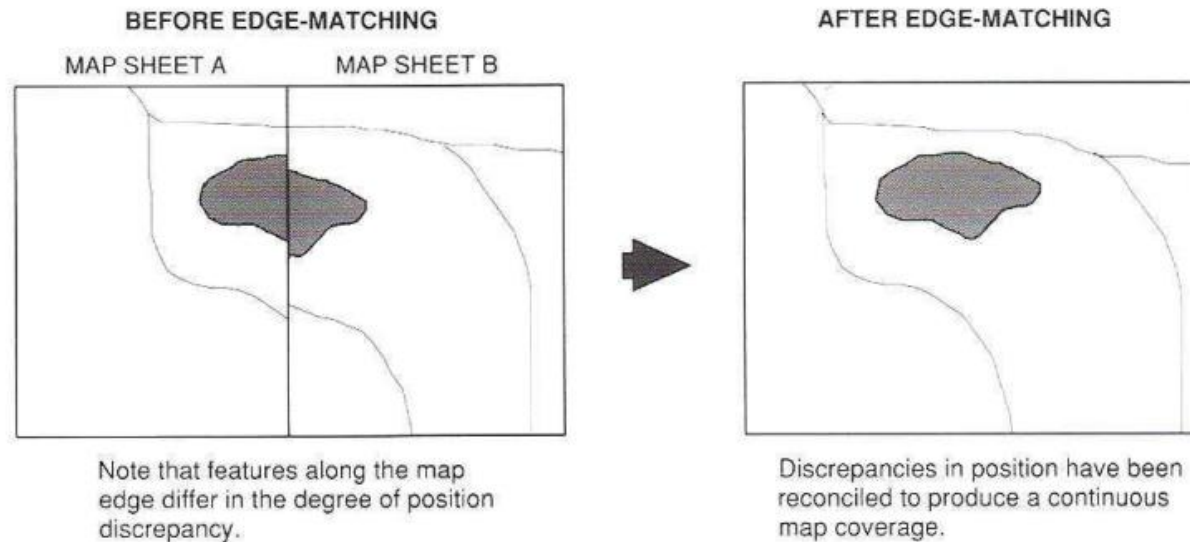 BEFORE EDGE-MATCHING
MAP SHEET A
MAP SHEET B
Note that features along the map
edge differ in the degree of position
discrepancy.
AFTER EDGE-MATCHING
Discrepancies in position have been
reconciled to produce a continuous
map coverage.